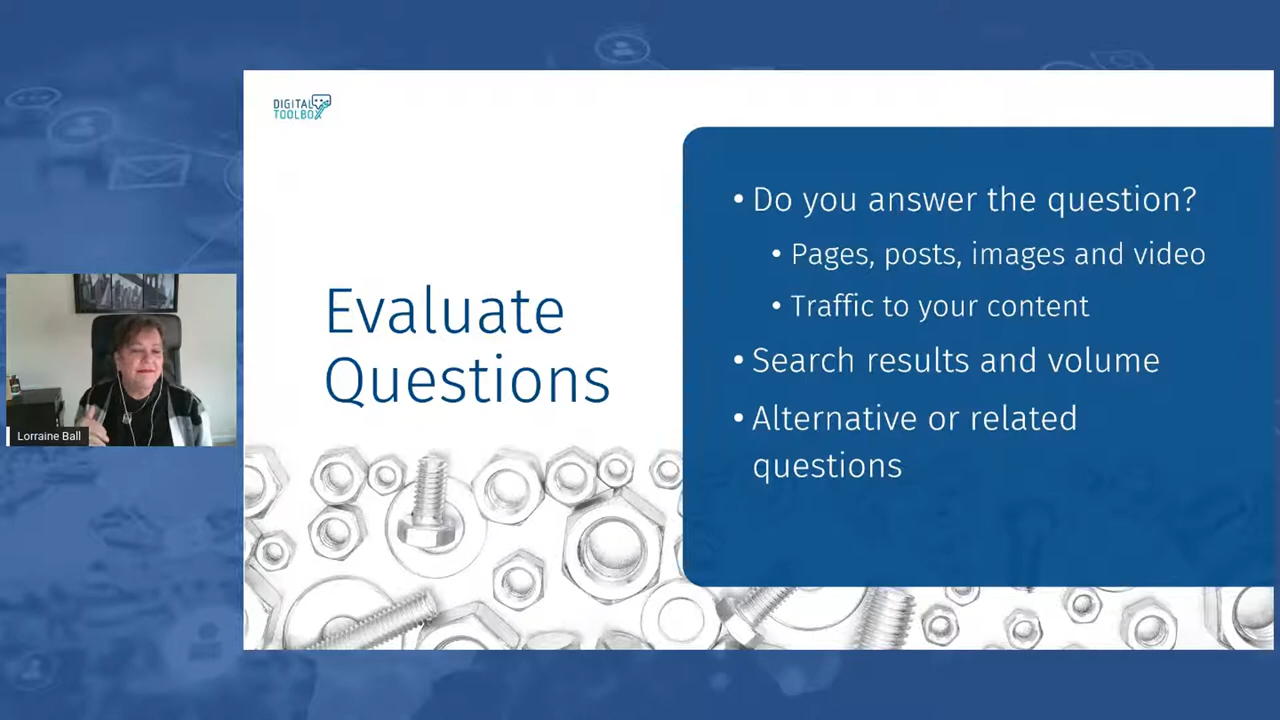 DIGITAL
TOOLBOX
Evaluate
Questions
• Do you answer the question?
• Pages, posts, images and video
• Traffic to your content
• Search results and volume
• Alternative or related
questions
Lorraine Ball